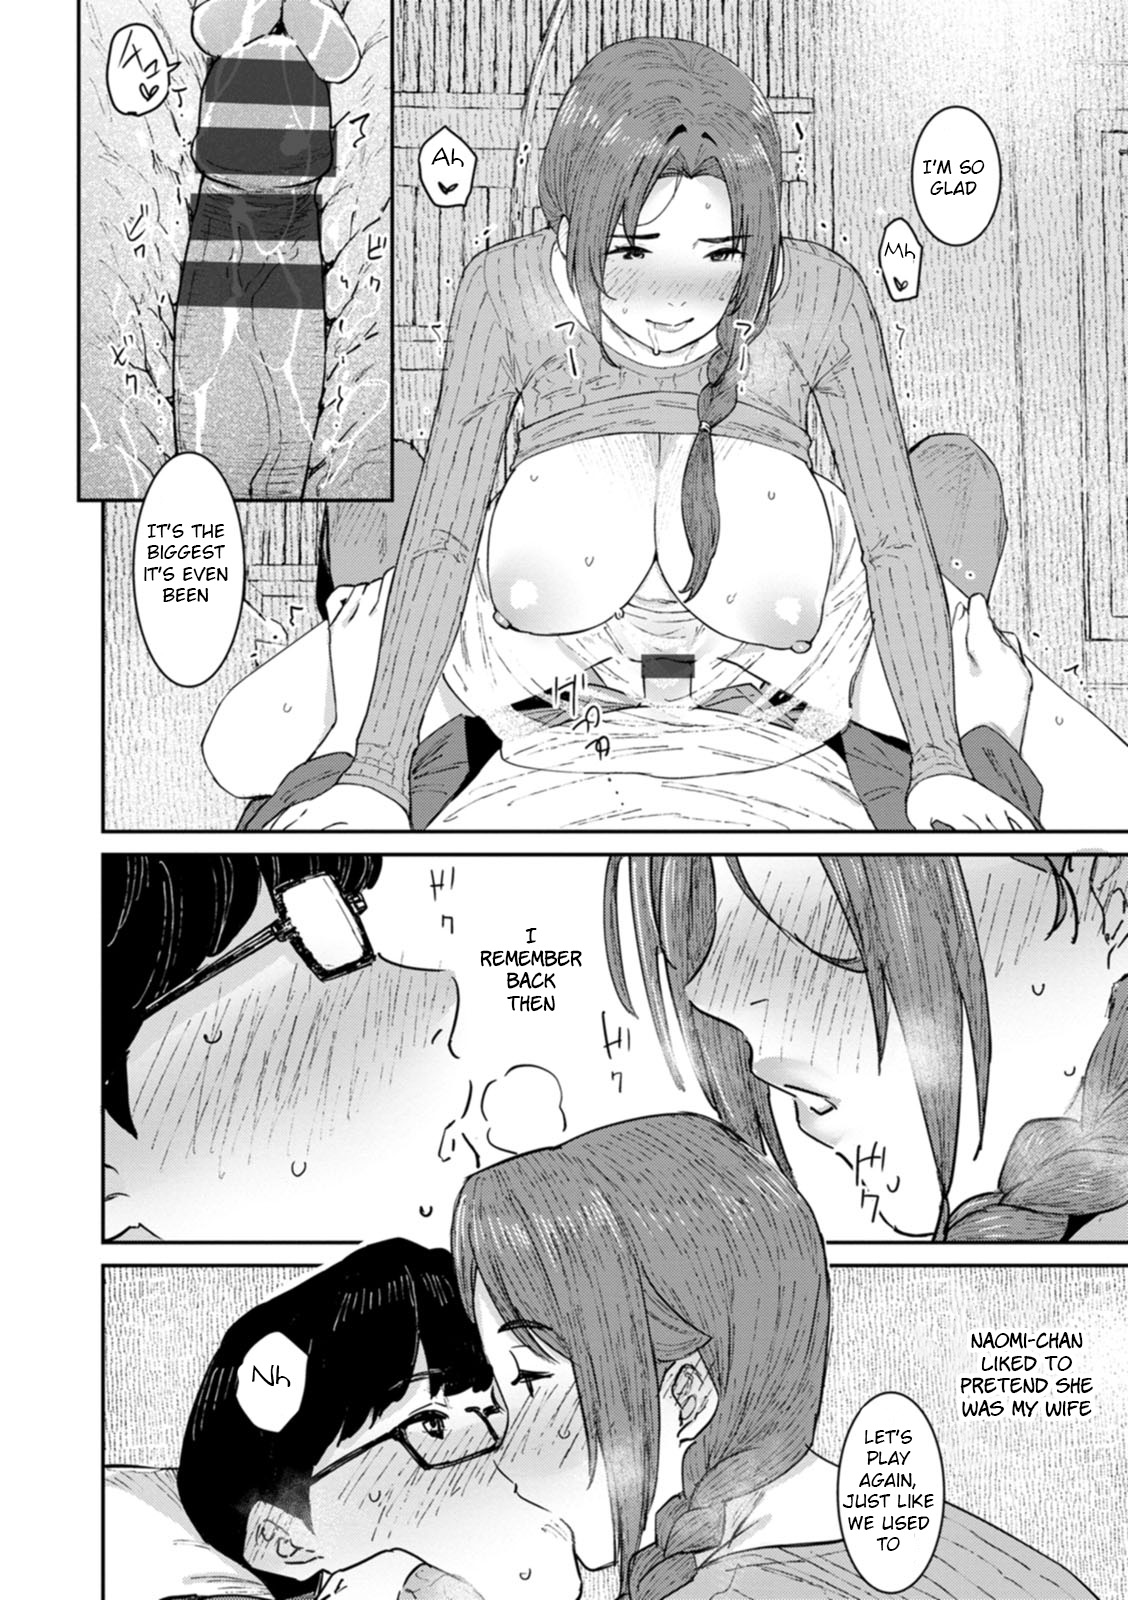 I'M SO
GLAD
Mh
Ah
IT'S THE
BIGGEST
IT'S EVEN
BEEN
I
REMEMBER
BACK
THEN
NAOMI-CHAN
LIKED TO
PRETEND SHE
WAS MY WIFE
LET'S
PLAY
AGAIN,
JUST LIKE
WE USED
TO
Nh